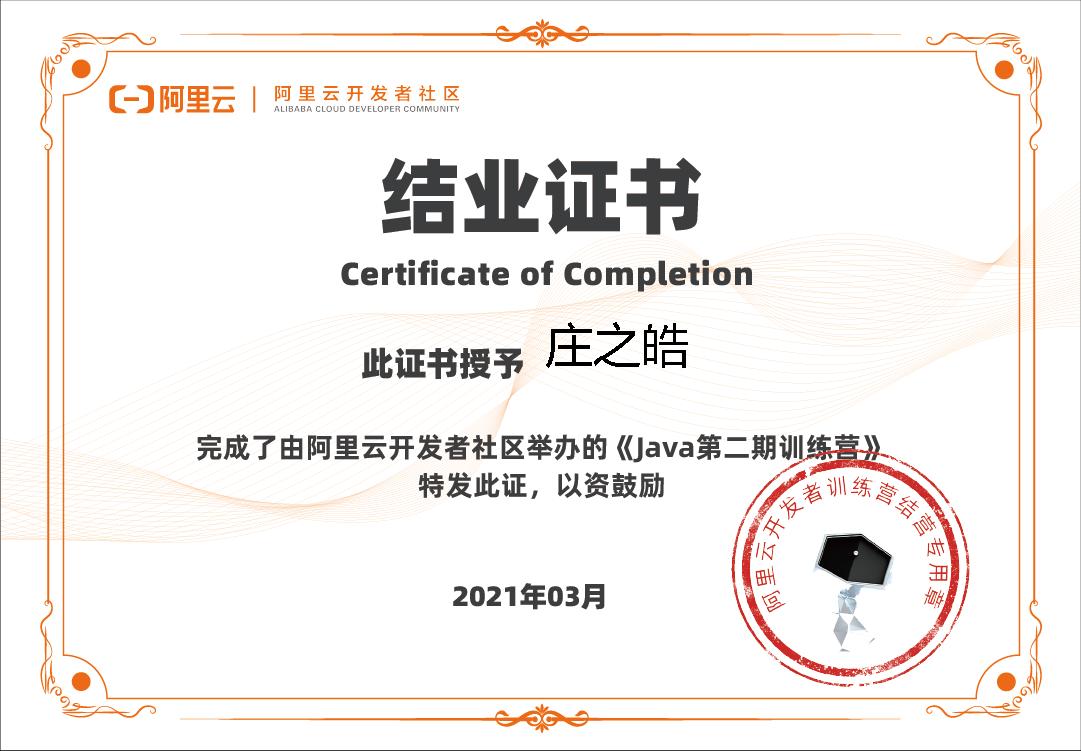 阿里云 | 阿里云开发者社区
ALIBABA CLOUD DEVELOPER COMMUNITY
结业证书
Certificate of Completion
此证书授予 庄之皓
完成了由阿里云开发者社区举办的《Java第二期训练营》
特发此证，以资鼓励
阿里云开发者训练营结营专用章
2021年03月